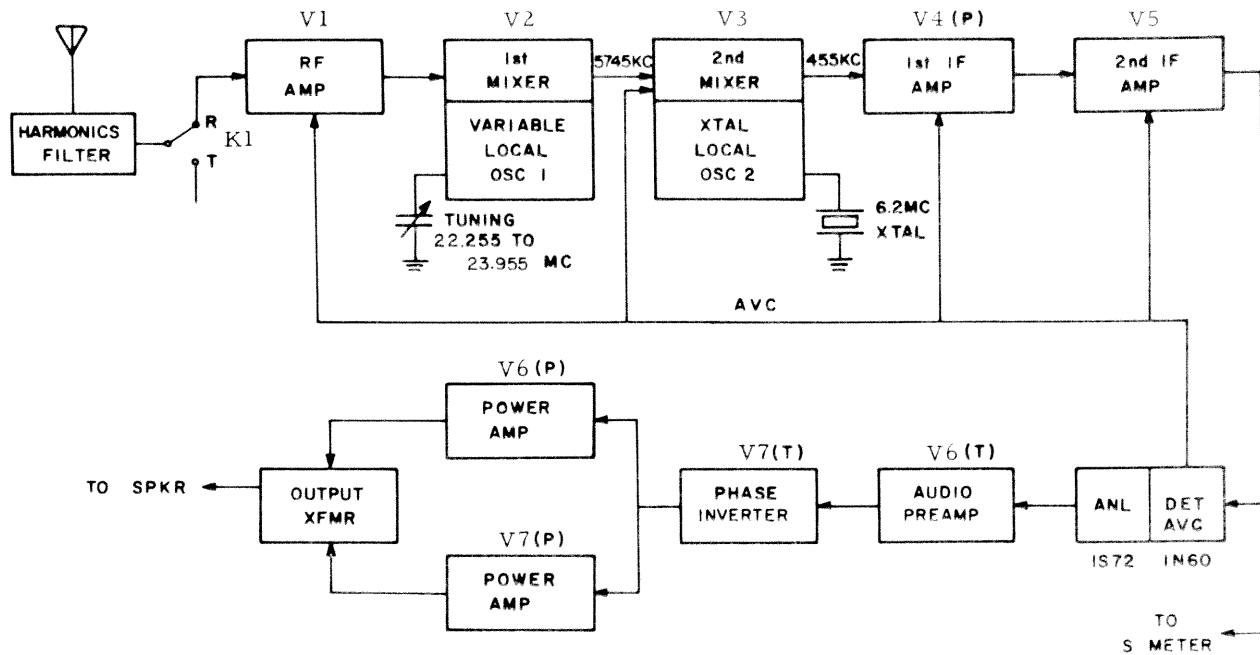 V1
V2
V3
V4 (P)
V5
RF
AMP
1st
MIXER
5745KC
2nd
MIXER
455KC
1st IF
AMP
2nd IF
AMP
HARMONICS
FILTER
R
K1
T
VARIABLE
LOCAL
OSC 1
XTAL
LOCAL
OSC 2
TUNING
22.255 TO
23.955 MC
6.2MC
XTAL
AVC
V6 (P)
POWER
AMP
V7(T)
V6 (T)
TO SPKR
OUTPUT
XFMR
PHASE
INVERTER
AUDIO
PREAMP
ANL
DET
AVC
V7 (P)
POWER
AMP
IS72
IN60
TO
S METER